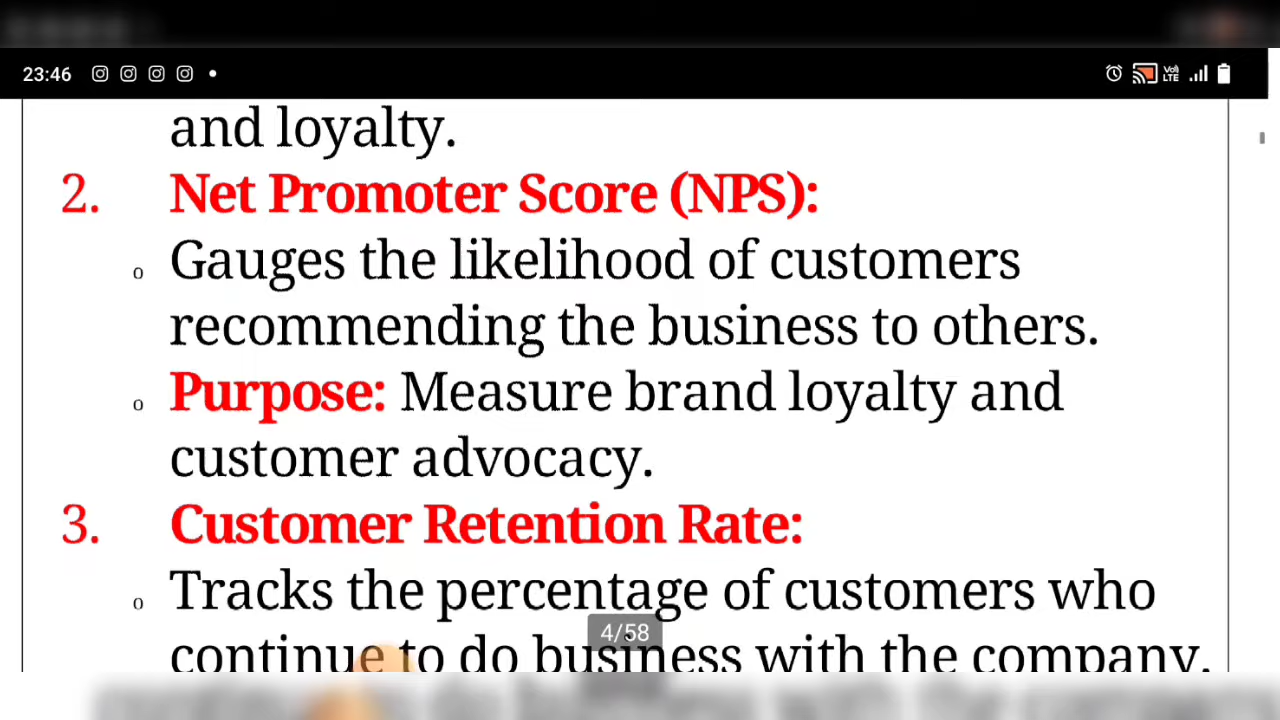 23:46
Vo) LTE
and loyalty.
2. Net Promoter Score (NPS):
o Gauges the likelihood of customers
recommending the business to others.
o Purpose: Measure brand loyalty and
customer advocacy.
3. Customer Retention Rate:
o Tracks the percentage of customers who
4/58
continue to do business with the company.